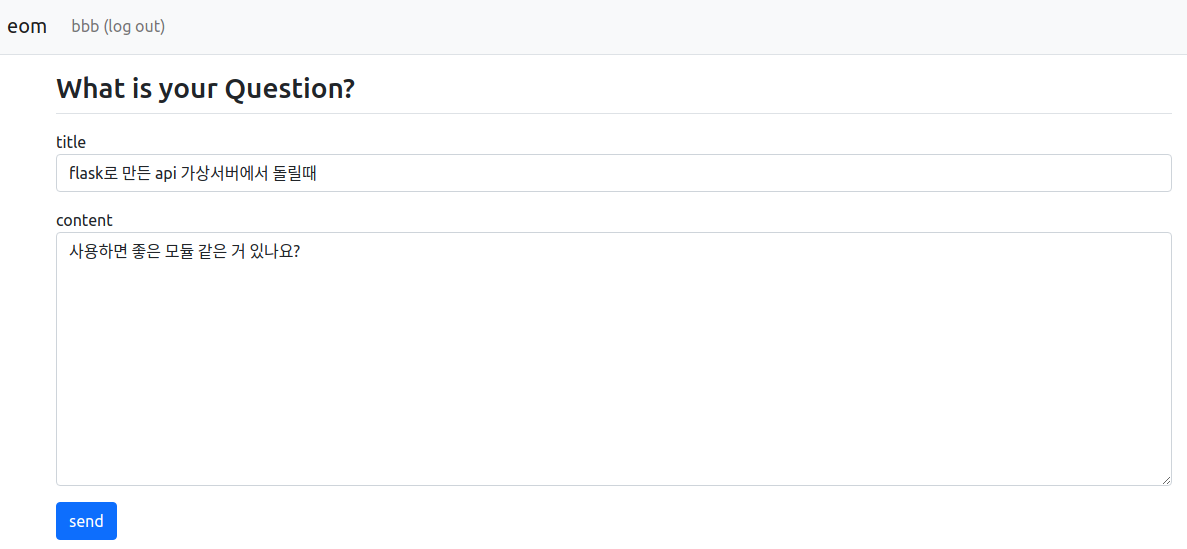 eom bbb (log out)
What is your Question?
title
flask로 만든 api 가상서버에서 돌릴때
content
사용하면 좋은 모듈 같은 거 있나요?
send